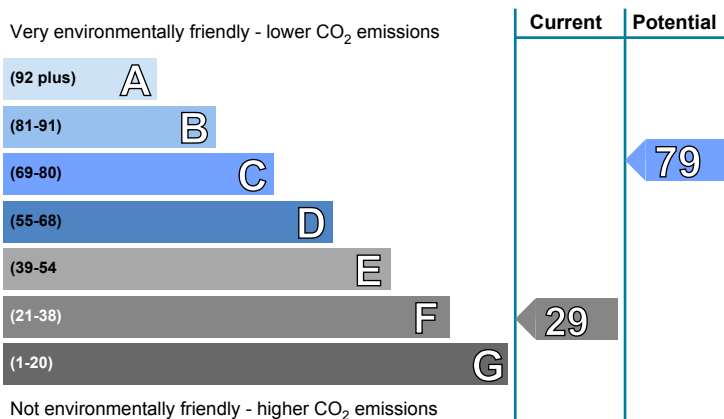 Current Potential
Very environmentally friendly - lower CO2 emissions
(92 plus) A
(81-91) B
(69-80) C
79
(55-68) D
(39-54 E
(21-38) F
29
(1-20) G
Not environmentally friendly - higher CO2 emissions